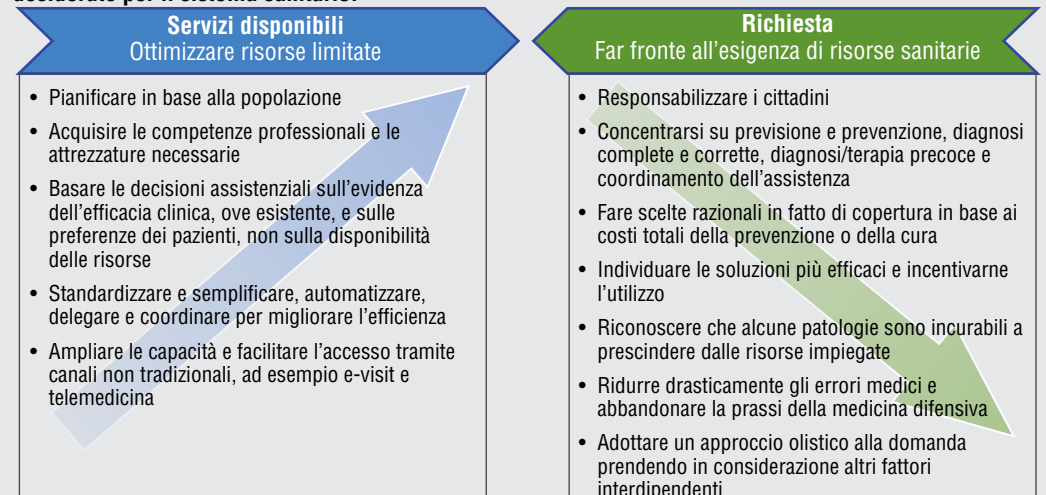 desiderato per il sistema sanitario.
Servizi disponibili
Ottimizzare risorse limitate
• Pianificare in base alla popolazione
• Acquisire le competenze professionali e le
attrezzature necessarie
• Basare le decisioni assistenziali sull'evidenza
dell'efficacia clinica, ove esistente, e sulle
preferenze dei pazienti, non sulla disponibilità
delle risorse
• Standardizzare e semplificare, automatizzare,
delegare e coordinare per migliorare l'efficienza
• Ampliare le capacità e facilitare l'accesso tramite
canali non tradizionali, ad esempio e-visit e
telemedicina
Richiesta
Far fronte all'esigenza di risorse sanitarie
• Responsabilizzare i cittadini
• Concentrarsi su previsione e prevenzione, diagnosi
complete e corrette, diagnosi/terapia precoce e
coordinamento dell'assistenza
• Fare scelte razionali in fatto di copertura in base ai
costi totali della prevenzione o della cura
• Individuare le soluzioni più efficaci e incentivarne
l'utilizzo
• Riconoscere che alcune patologie sono incurabili a
prescindere dalle risorse impiegate
• Ridurre drasticamente gli errori medici e
abbandonare la prassi della medicina difensiva
• Adottare un approccio olistico alla domanda
prendendo in considerazione altri fattori
interdipendenti